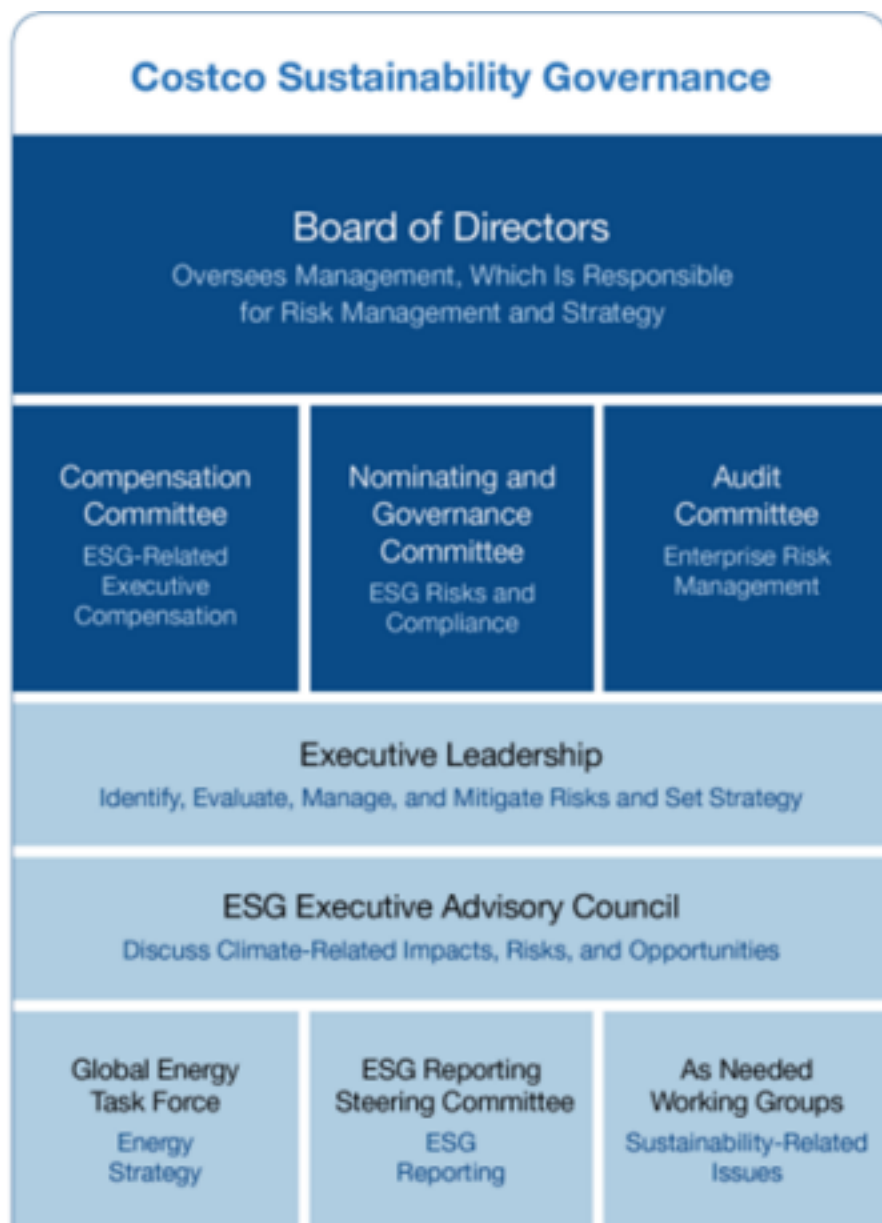 Costco Sustainability Governance
Board of Directors
Oversees Management, Which Is Responsible
for Risk Management and Strategy
Compensation
Committee
ESG-Related
Executive
Compensation
Nominating and
Governance
Committee
ESG Risks and
Compliance
Audit
Committee
Enterprise Risk
Management
Executive Leadership
Identify, Evaluate, Manage, and Mitigate Risks and Set Strategy
ESG Executive Advisory Council
Discuss Climate-Related Impacts, Risks, and Opportunities
Global Energy
Task Force
Energy
Strategy
ESG Reporting
Steering Committee
ESG
Reporting
As Needed
Working Groups
Sustainability-Related
Issues